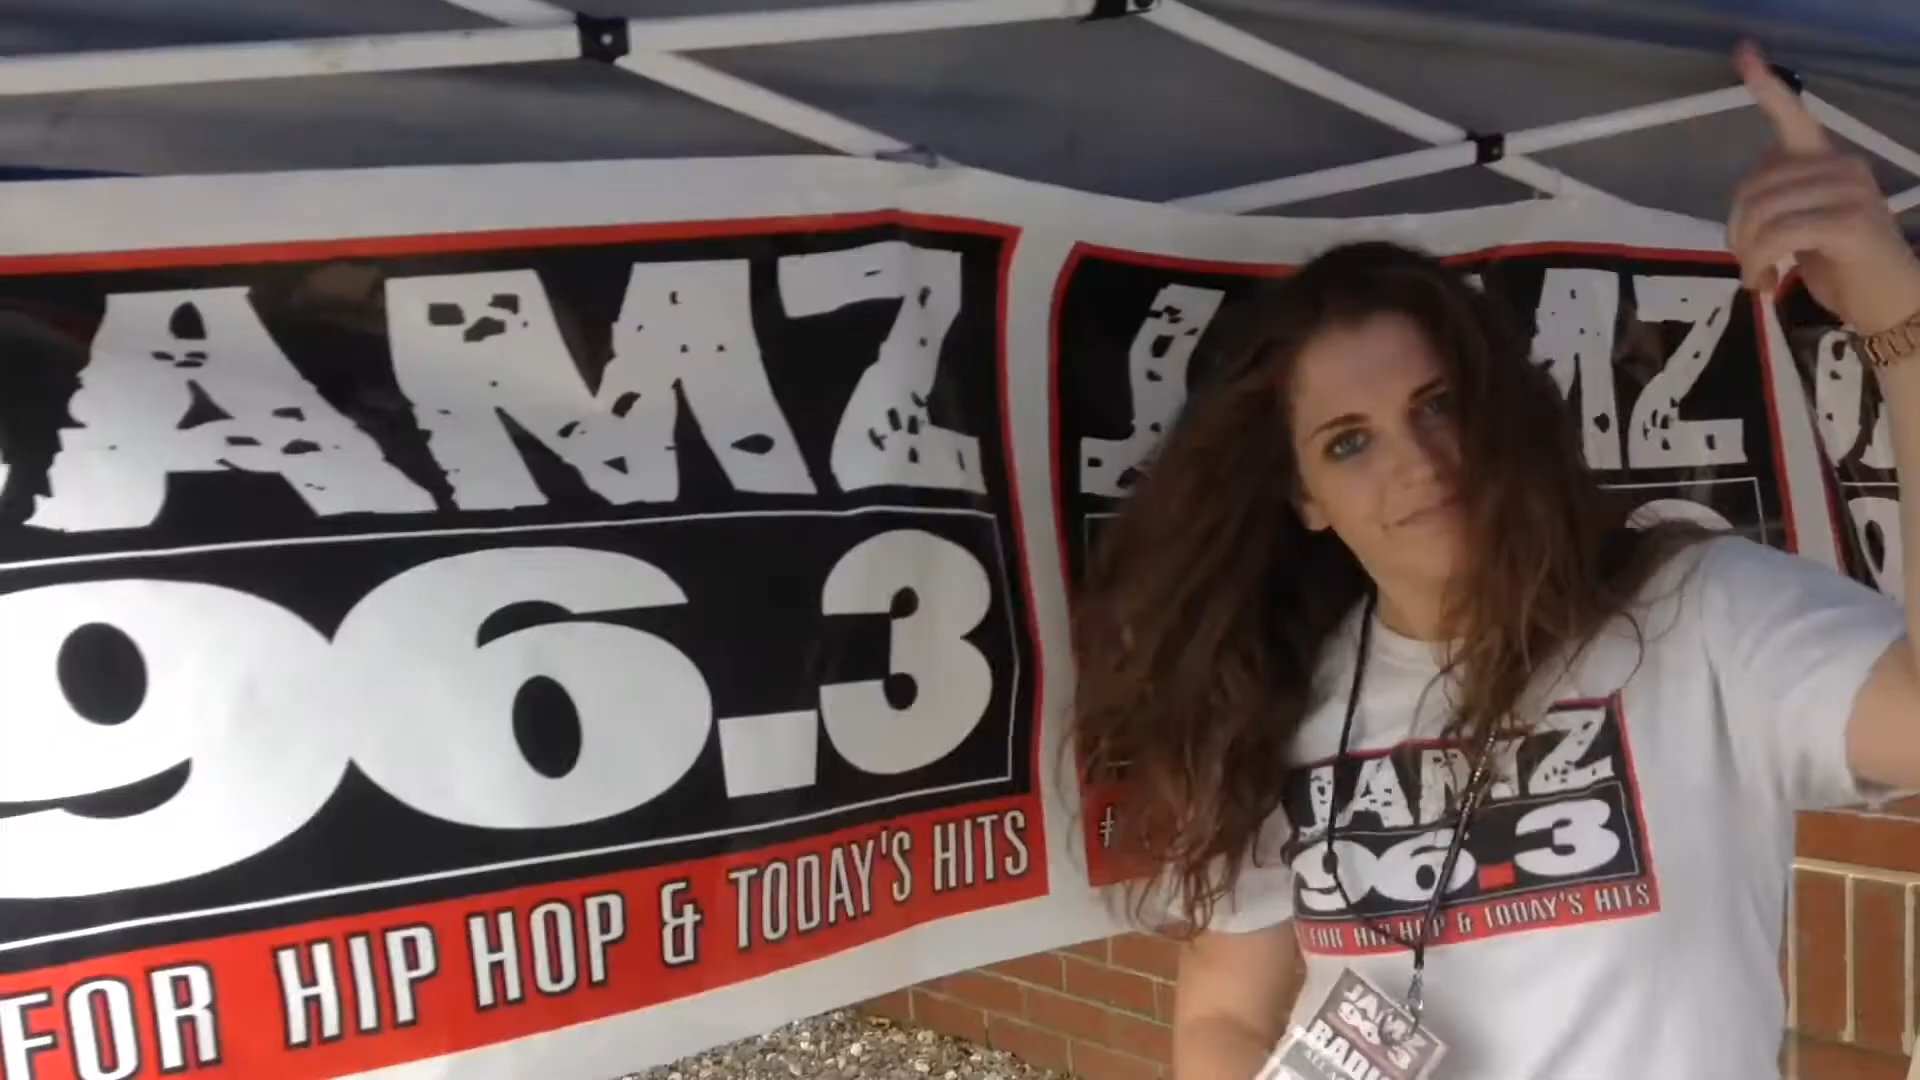 AMZ
96.3
FOR HIP HOP & TODAY'S HITS
J MZ
#
JAMZ
96.3
FOR HIP HOP & TODAY'S HITS
JAMZ
96.3